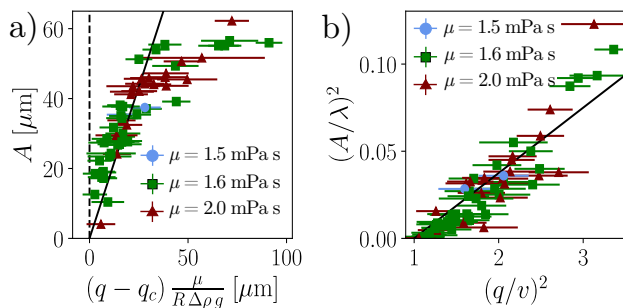 a)
A [μm]
60
40
20
0
μ = 1.5 mPa s
μ = 1.6 mPa s
μ = 2.0 mPa s
0
50
100
(q − q_c) μ / (R Δρ g) [μm]
b)
(A/λ)²
0.10
0.05
0.00
μ = 1.5 mPa s
μ = 1.6 mPa s
μ = 2.0 mPa s
1
2
3
(q/v)²